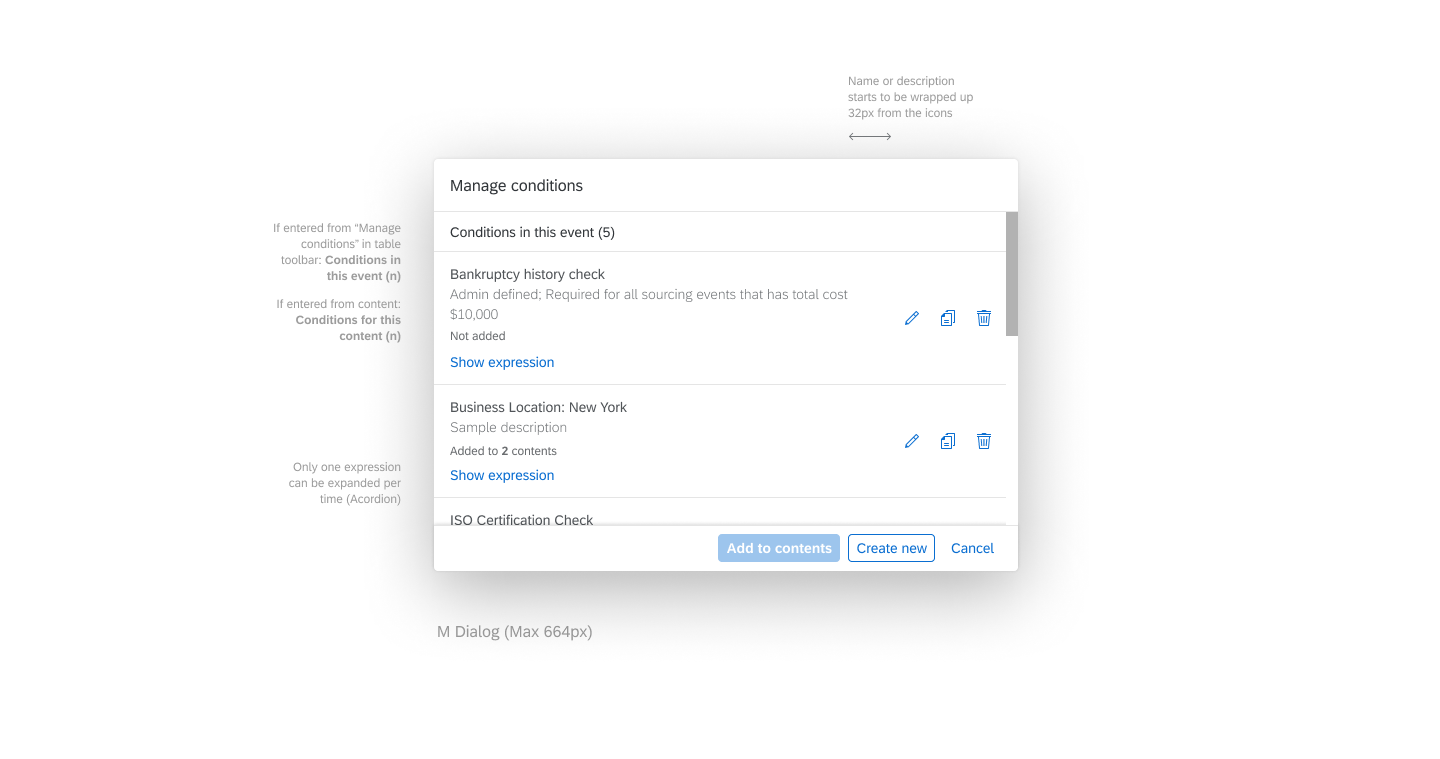 Name or description
starts to be wrapped up
32px from the icons
Manage conditions
If entered from “Manage
conditions” in table
toolbar: Conditions in
this event (n)
If entered from content:
Conditions for this
content (n)
Conditions in this event (5)
Bankruptcy history check
Admin defined; Required for all sourcing events that has total cost
$10,000
Not added
Show expression
Business Location: New York
Sample description
Added to 2 contents
Show expression
Only one expression
can be expanded per
time (Acordion)
ISO Certification Check
Add to contents
Create new
Cancel
M Dialog (Max 664px)